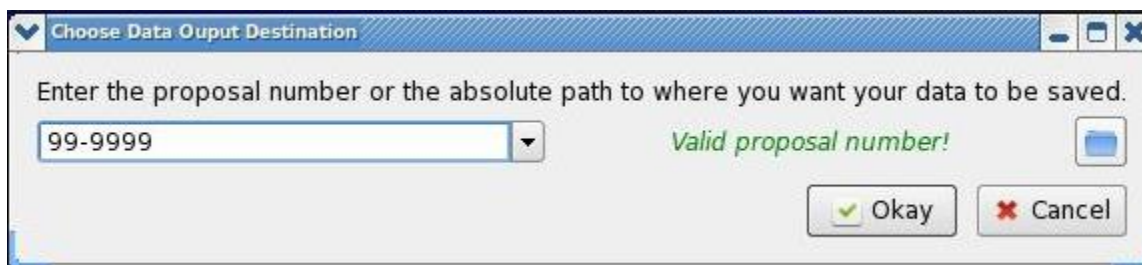 Choose Data Ouput Destination
Enter the proposal number or the absolute path to where you want your data to be saved.
99-9999 Valid proposal number!
Okay Cancel